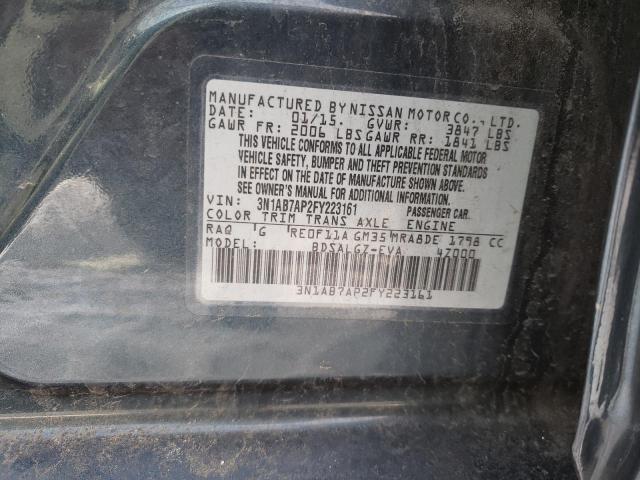 MANUFACTURED BY NISSAN MOTOR CO., LTD.
DATE: 01/15. GVWR: 3847 LBS
GAWR FR: 2006 LBS GAWR RR: 1841 LBS
THIS VEHICLE CONFORMS TO ALL APPLICABLE FEDERAL MOTOR
VEHICLE SAFETY, BUMPER AND THEFT PREVENTION STANDARDS
IN EFFECT ON THE DATE OF MANUFACTURE SHOWN ABOVE.
SEE OWNER'S MANUAL FOR ADDITIONAL INFORMATION.
VIN: 3N1AB7AP2FY223161 PASSENGER CAR.
COLOR TRIM TRANS AXLE ENGINE
RAQ G RE0F11A GM35 MRA8DE 1798 CC
MODEL: BDSALGZ-EVA 47000
3N1AB7AP2FY223161